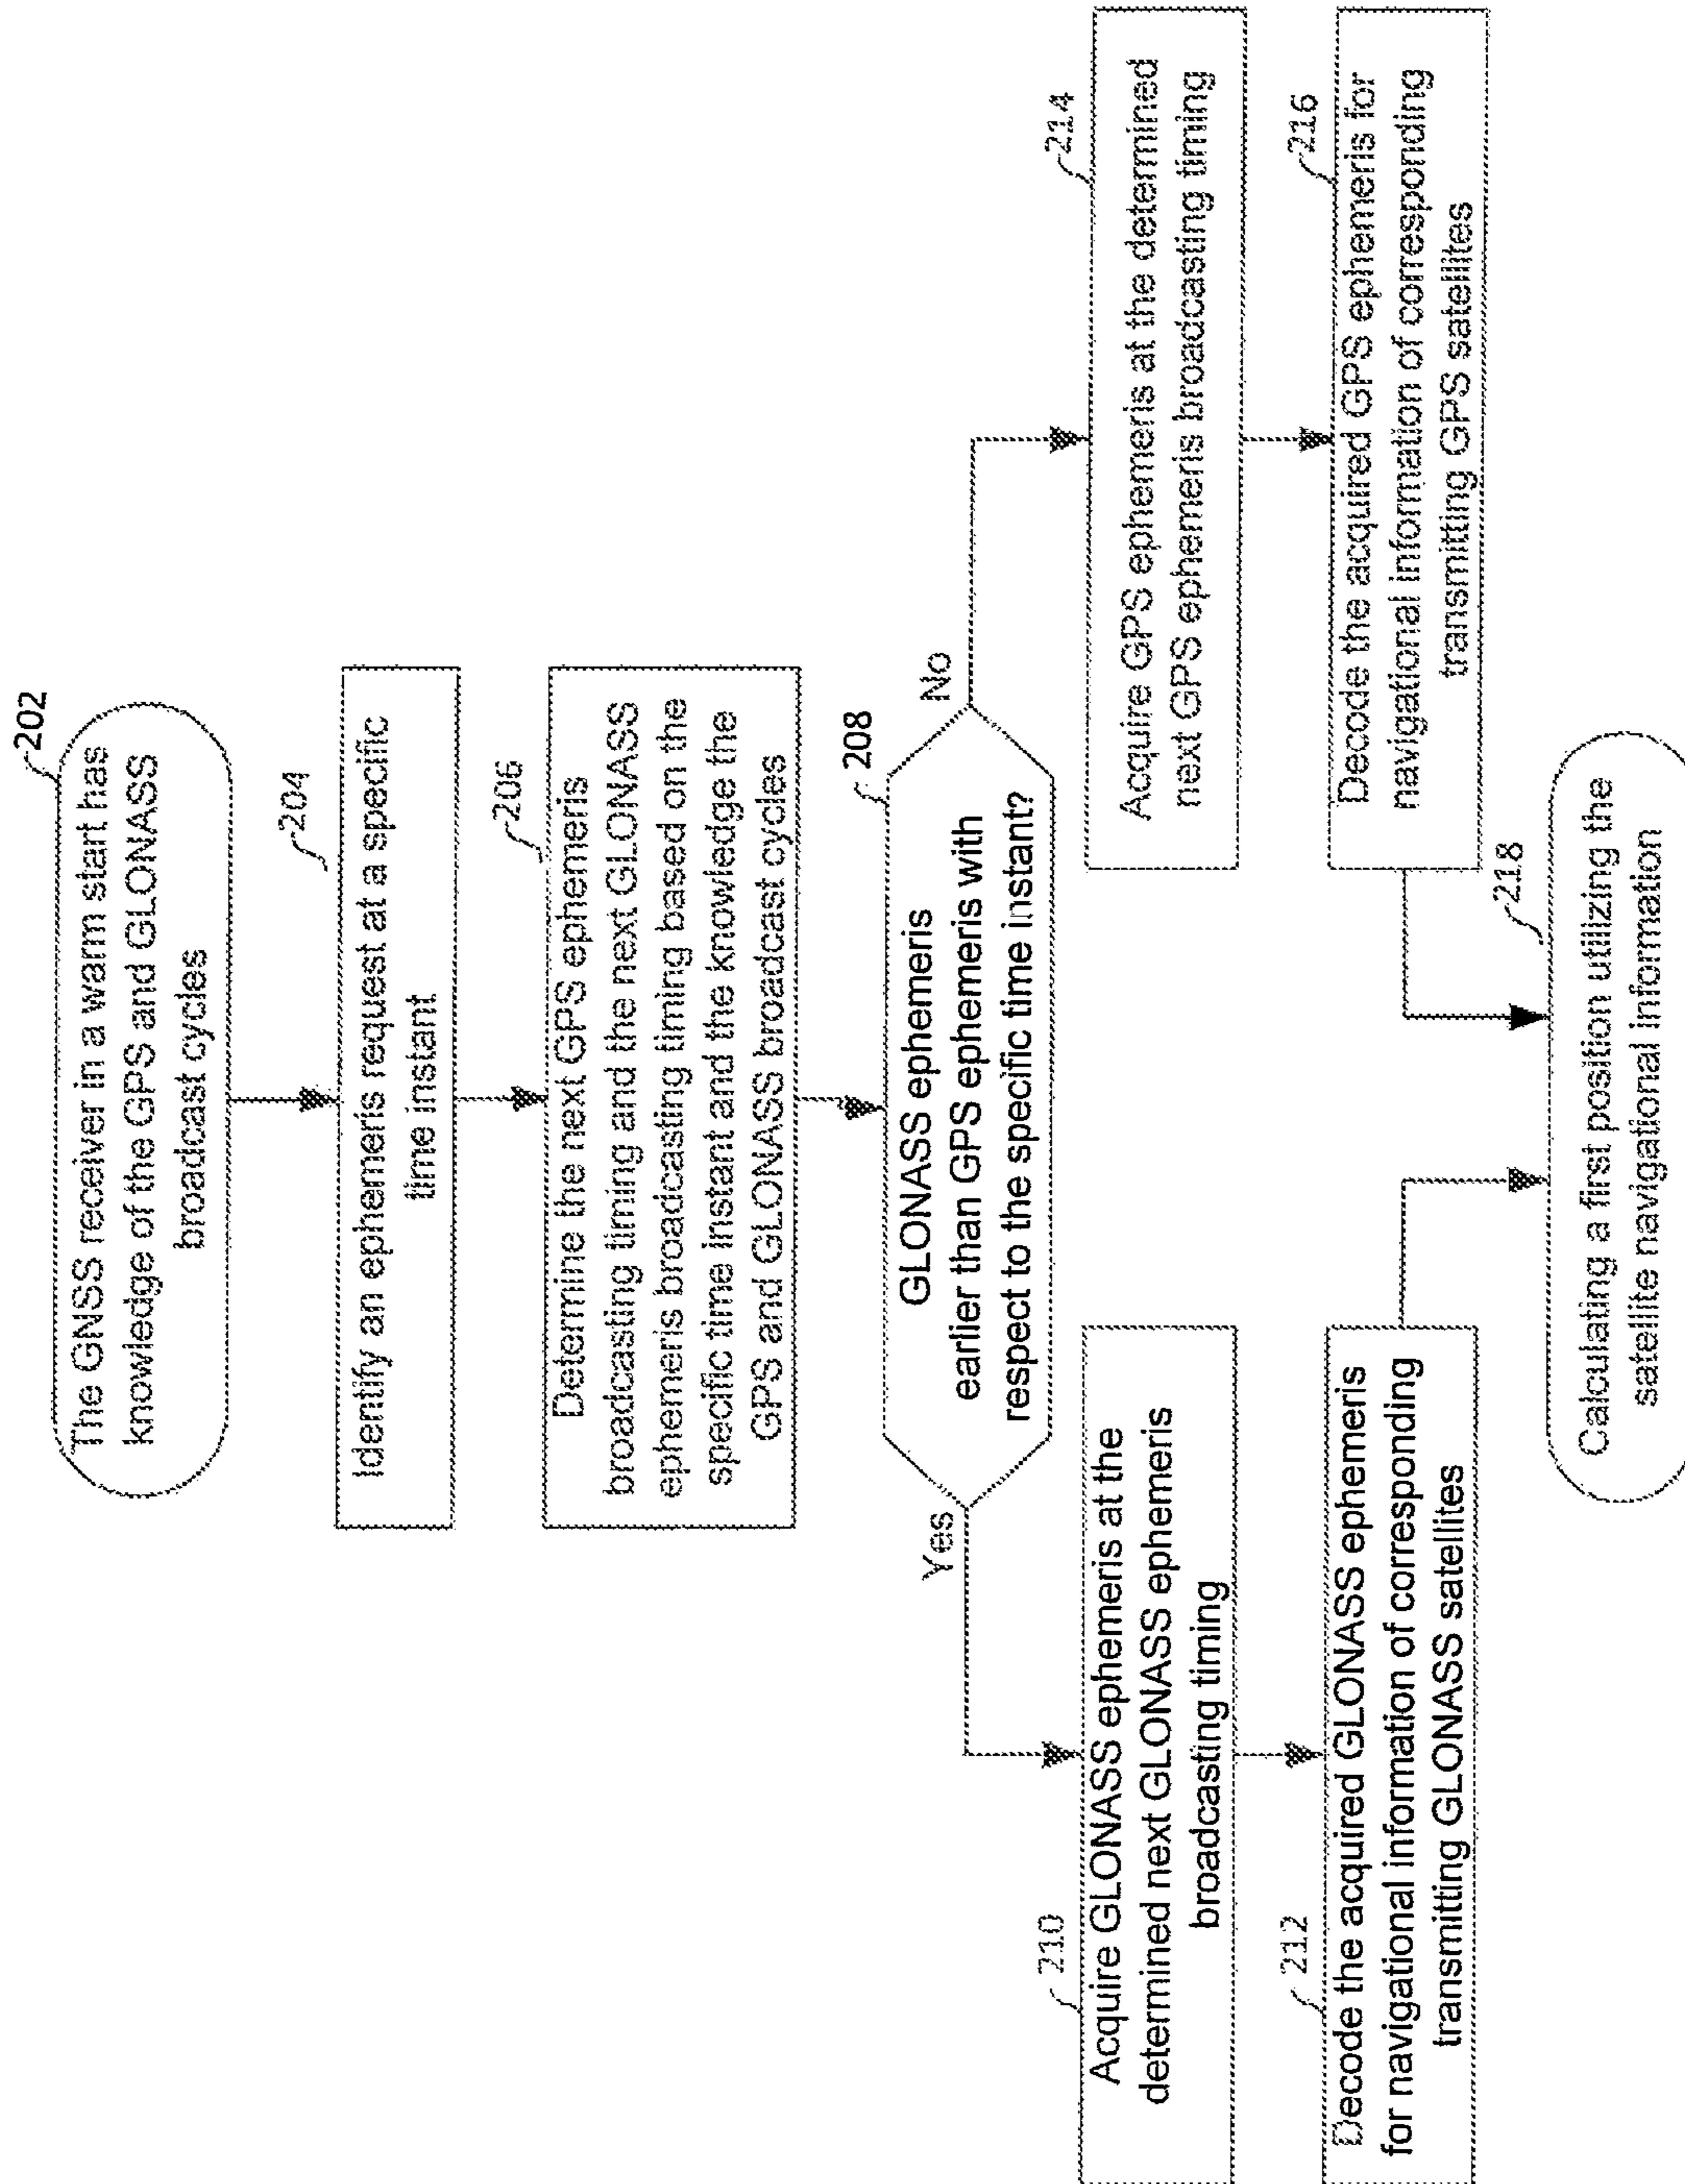 202
The GNSS receiver in a warm start has
knowledge of the GPS and GLONASS
broadcast cycles
204
Identify an ephemeris request at a specific
time instant
206
Determine the next GPS ephemeris
broadcasting timing and the next GLONASS
ephemeris broadcasting timing based on the
specific time instant and the knowledge the
GPS and GLONASS broadcast cycles
208
GLONASS ephemeris
earlier than GPS ephemeris with
respect to the specific time instant?
Yes
No
210
Acquire GLONASS ephemeris at the
determined next GLONASS ephemeris
broadcasting timing
212
Decode the acquired GLONASS ephemeris
for navigational information of corresponding
transmitting GLONASS satellites
214
Acquire GPS ephemeris at the determined
next GPS ephemeris broadcasting timing
216
Decode the acquired GPS ephemeris for
navigational information of corresponding
transmitting GPS satellites
218
Calculating a first position utilizing the
satellite navigational information